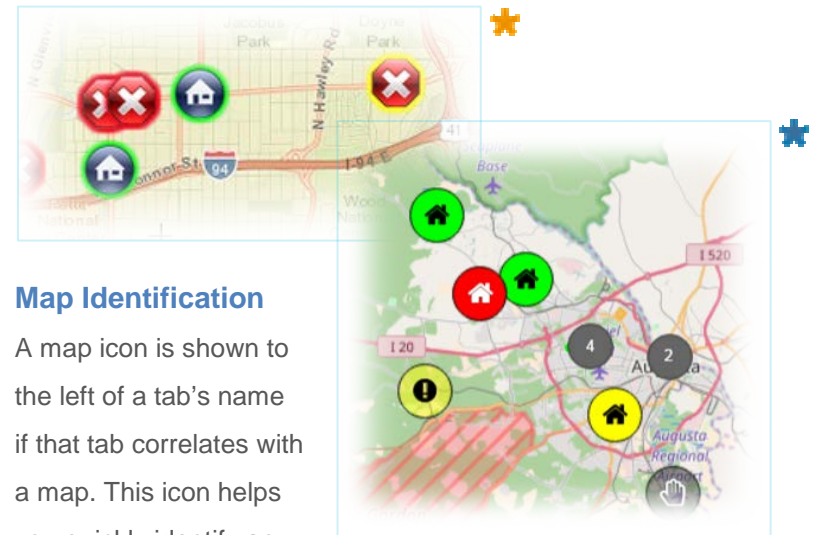 Jacobus
Park
Doyne
Park
N Hawley Rd
onnor-St.
94
I-94 E
41
Base
I 520
I 20
4
2
Augusta
Regional
Airport
Map Identification
A map icon is shown to
the left of a tab's name
if that tab correlates with
a map. This icon helps